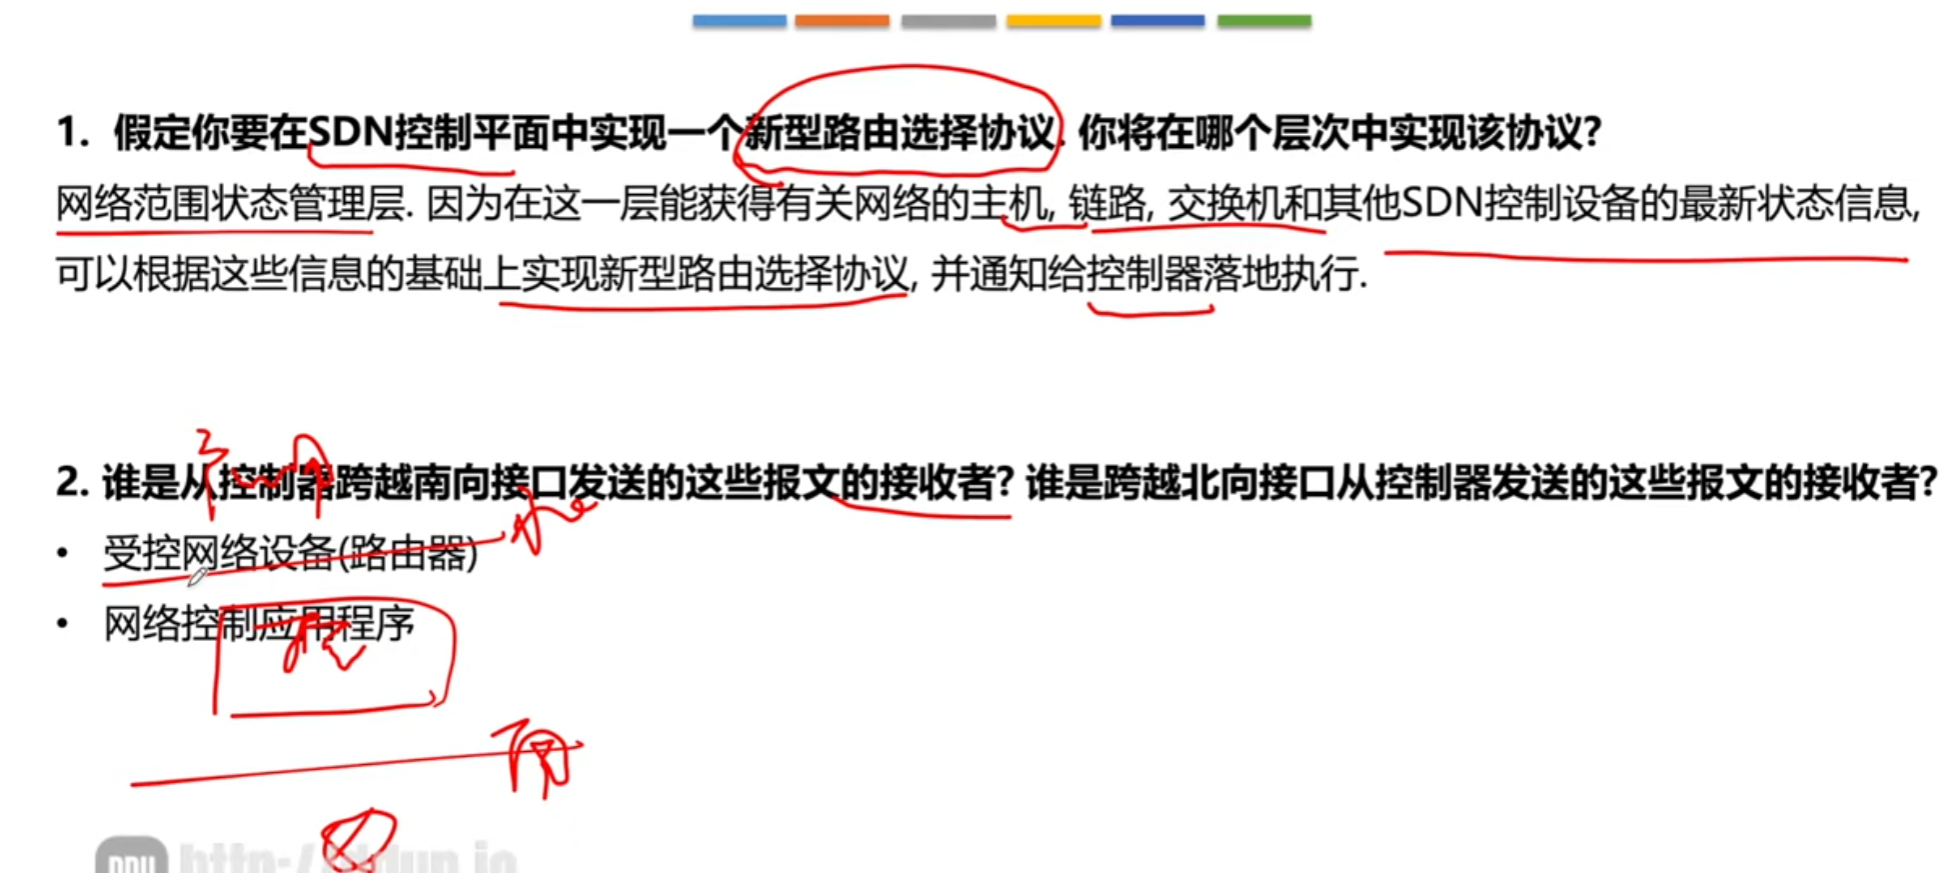 1. 假定你要在SDN控制平面中实现一个新型路由选择协议. 你将在哪个层次中实现该协议?
网络范围状态管理层. 因为在这一层能获得有关网络的主机, 链路, 交换机和其他SDN控制设备的最新状态信息,
可以根据这些信息的基础上实现新型路由选择协议, 并通知给控制器落地执行.
2. 谁是从控制器跨越南向接口发送的这些报文的接收者? 谁是跨越北向接口从控制器发送的这些报文的接收者?
• 受控网络设备(路由器)
• 网络控制应用程序